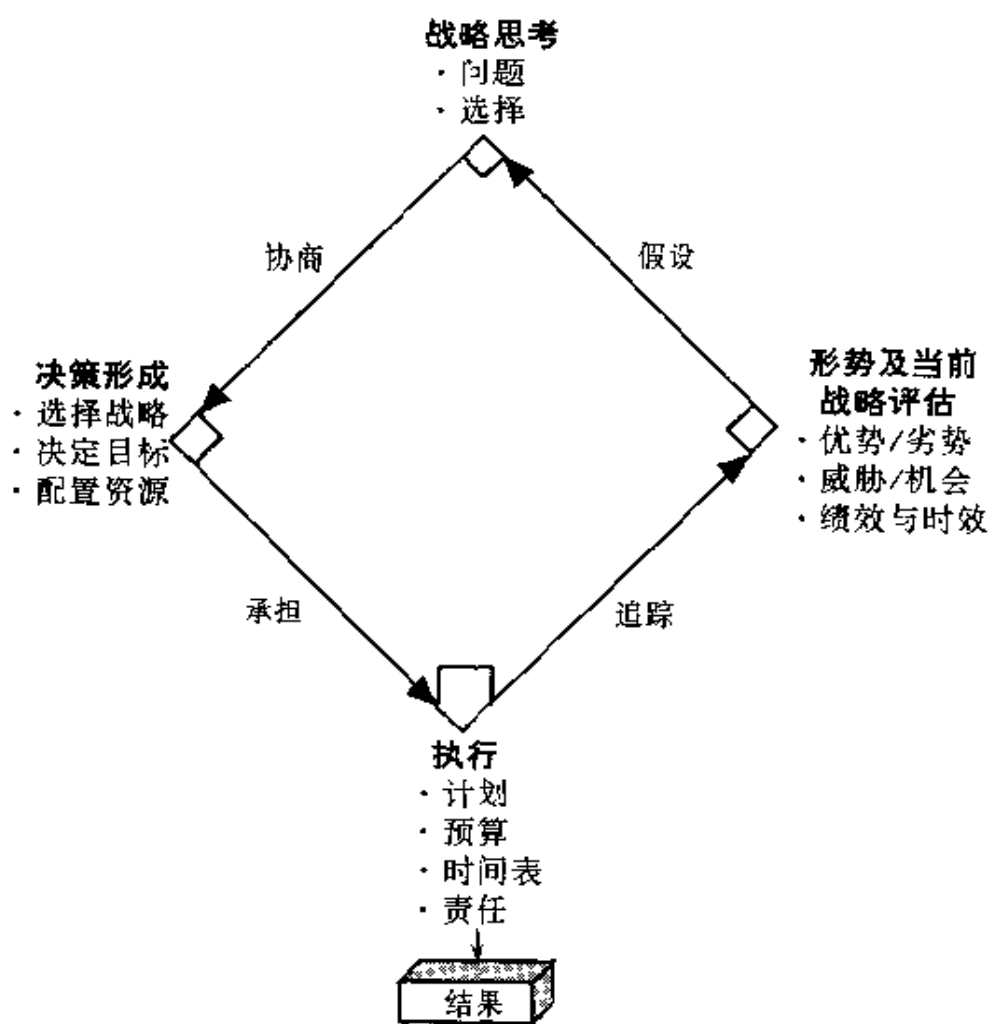 战略思考
· 问题
· 选择
协商
假设
决策形成
· 选择战略
· 决定目标
· 配置资源
形势及当前
战略评估
· 优势/劣势
· 威胁/机会
· 绩效与时效
承担
追踪
执行
· 计划
· 预算
· 时间表
· 责任
结果